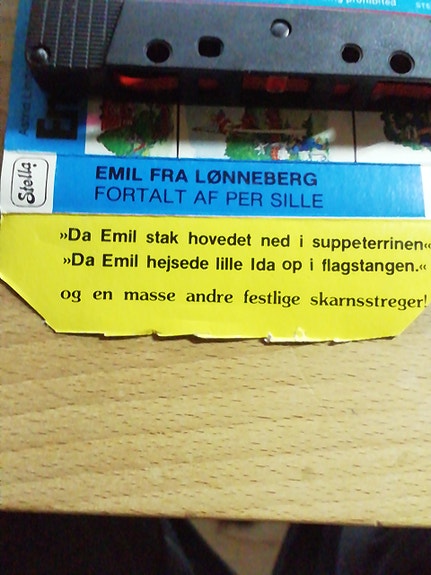 prohibited
Stella
EMIL FRA LØNNEBERG
FORTALT AF PER SILLE
»Da Emil stak hovedet ned i suppeterrinen«
»Da Emil hejsede lille Ida op i flagstangen.«
og en masse andre festlige skarnsstreger!